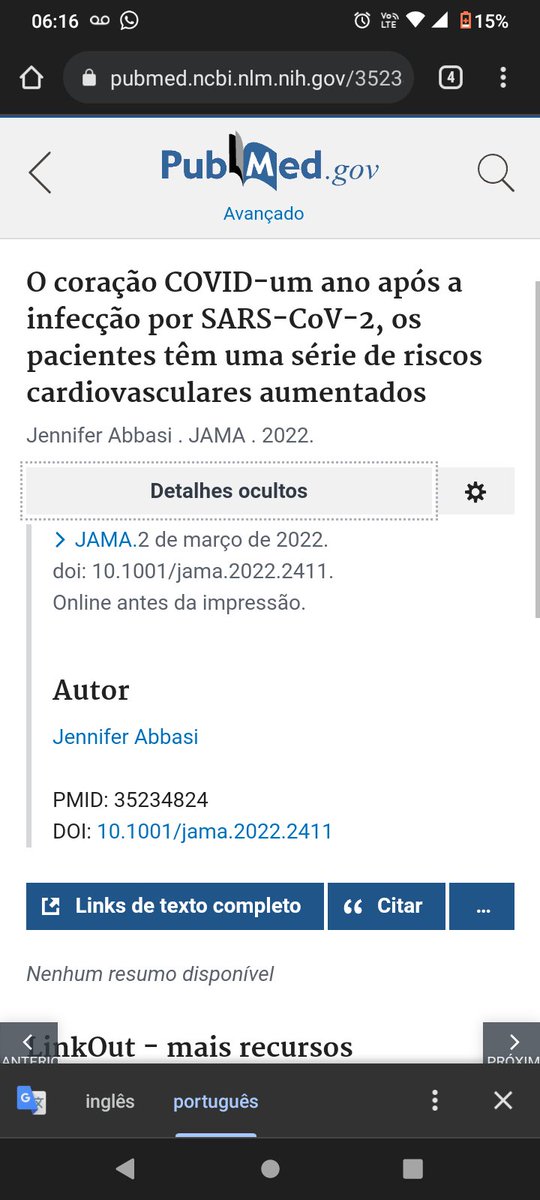 06:16
Vo) LTE
15%
pubmed.ncbi.nlm.nih.gov/3523
4
PubMed.gov
Avançado
O coração COVID-um ano após a
infecção por SARS-CoV-2, os
pacientes têm uma série de riscos
cardiovasculares aumentados
Jennifer Abbasi . JAMA . 2022.
Detalhes ocultos
JAMA.2 de março de 2022.
doi: 10.1001/jama.2022.2411.
Online antes da impressão.
Autor
Jennifer Abbasi
PMID: 35234824
DOI: 10.1001/jama.2022.2411
Links de texto completo
Citar
...
Nenhum resumo disponível
LinkOut - mais recursos
ANTERIO
PRÓXIM
inglês
português